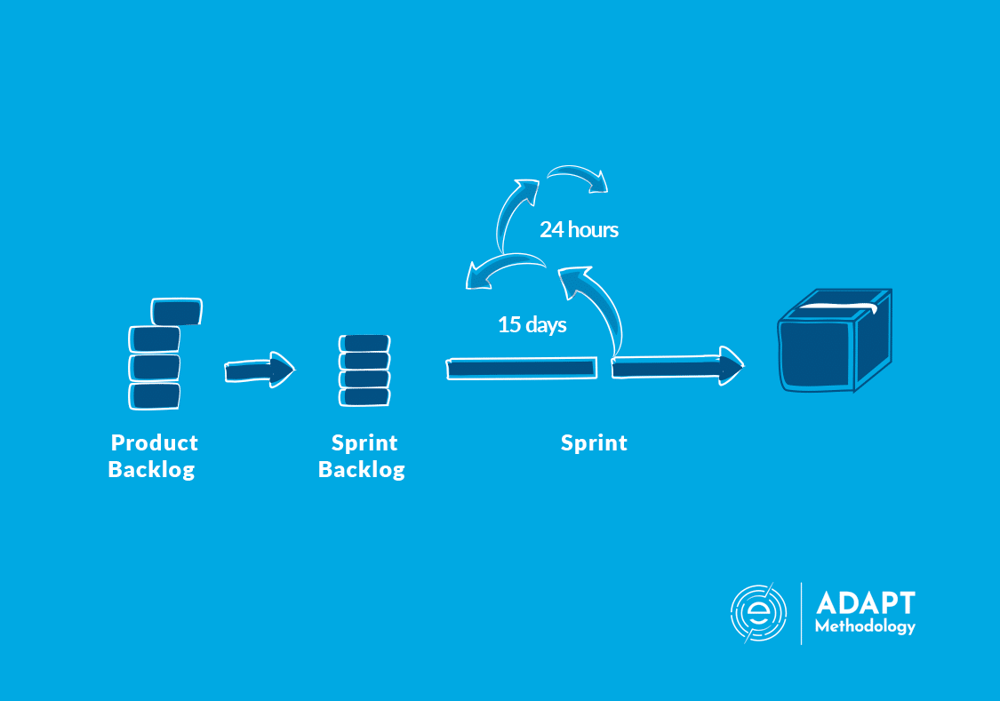 24 hours
15 days
Product
Backlog
Sprint
Backlog
Sprint
e
ADAPT
Methodology